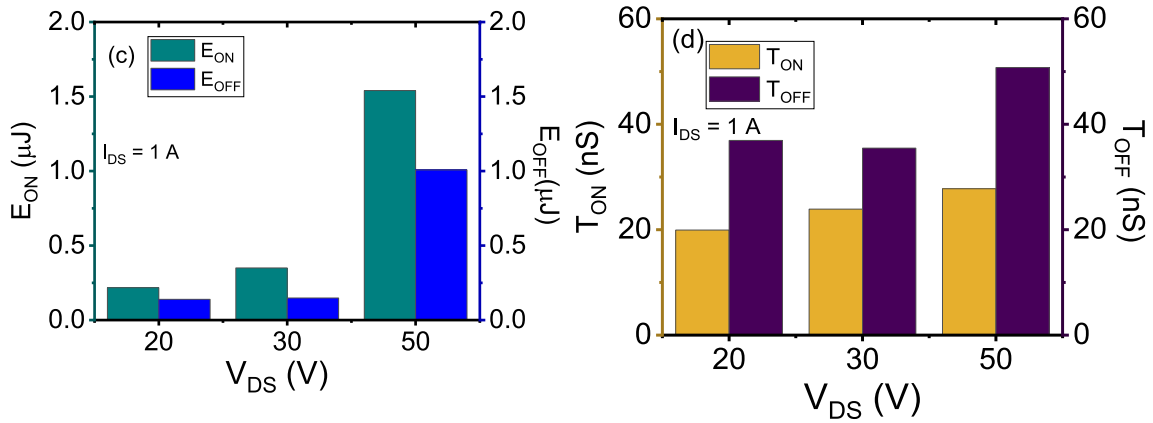 (c)
E_ON
E_OFF
I_DS = 1 A
2.0
1.5
1.0
0.5
0.0
E_ON (μJ)
2.0
1.5
1.0
0.5
0.0
E_OFF(μJ)
20 30 50
V_DS (V)
(d)
T_ON
T_OFF
I_DS = 1 A
60
40
20
0
T_ON (nS)
60
40
20
0
T_OFF (nS)
20 30 50
V_DS (V)